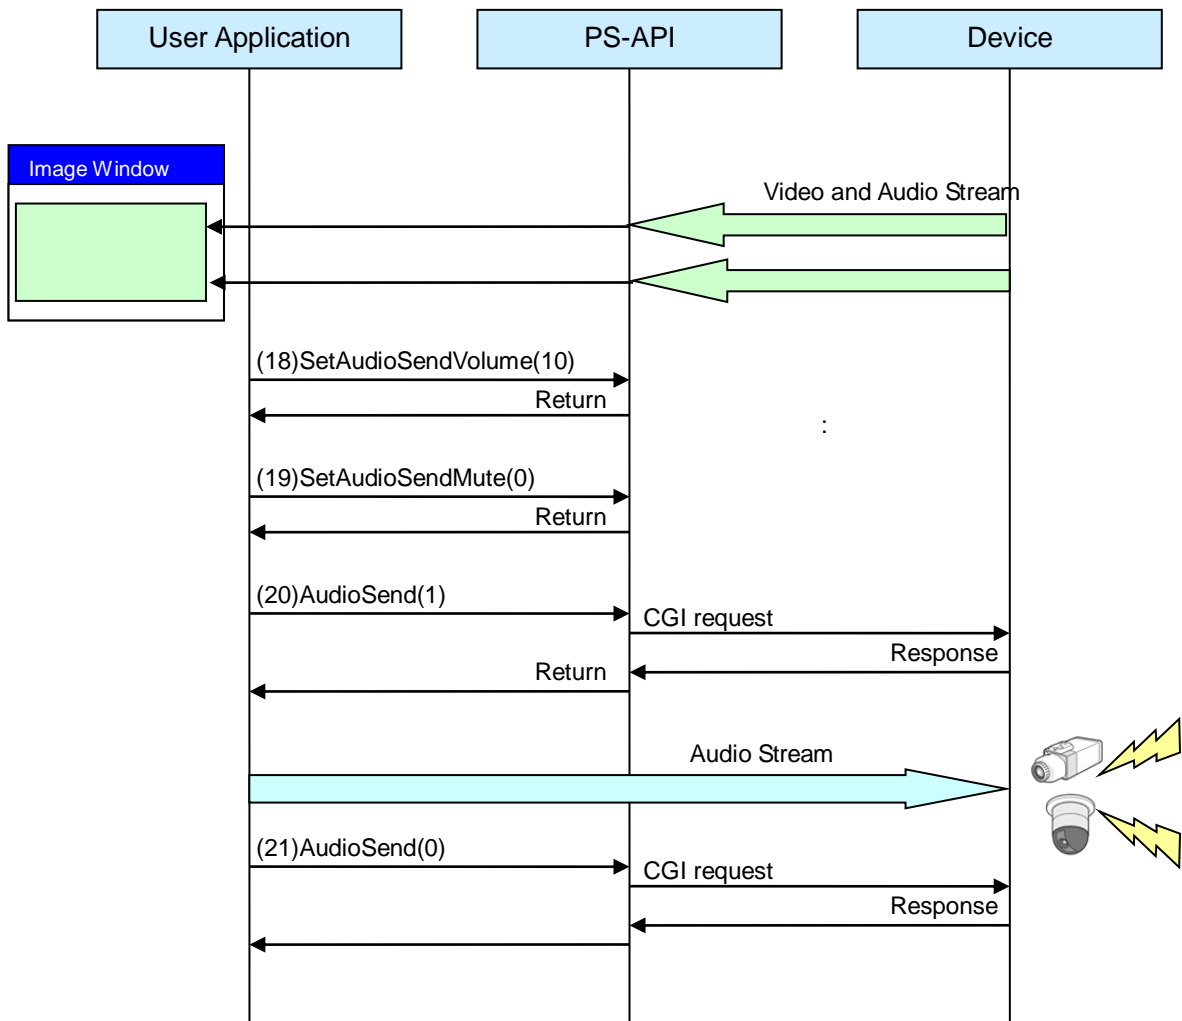 User Application
PS-API
Device
Image Window
Video and Audio Stream
(18)SetAudioSendVolume(10)
Return
:
(19)SetAudioSendMute(0)
Return
(20)AudioSend(1)
CGI request
Response
Return
Audio Stream
(21)AudioSend(0)
CGI request
Response